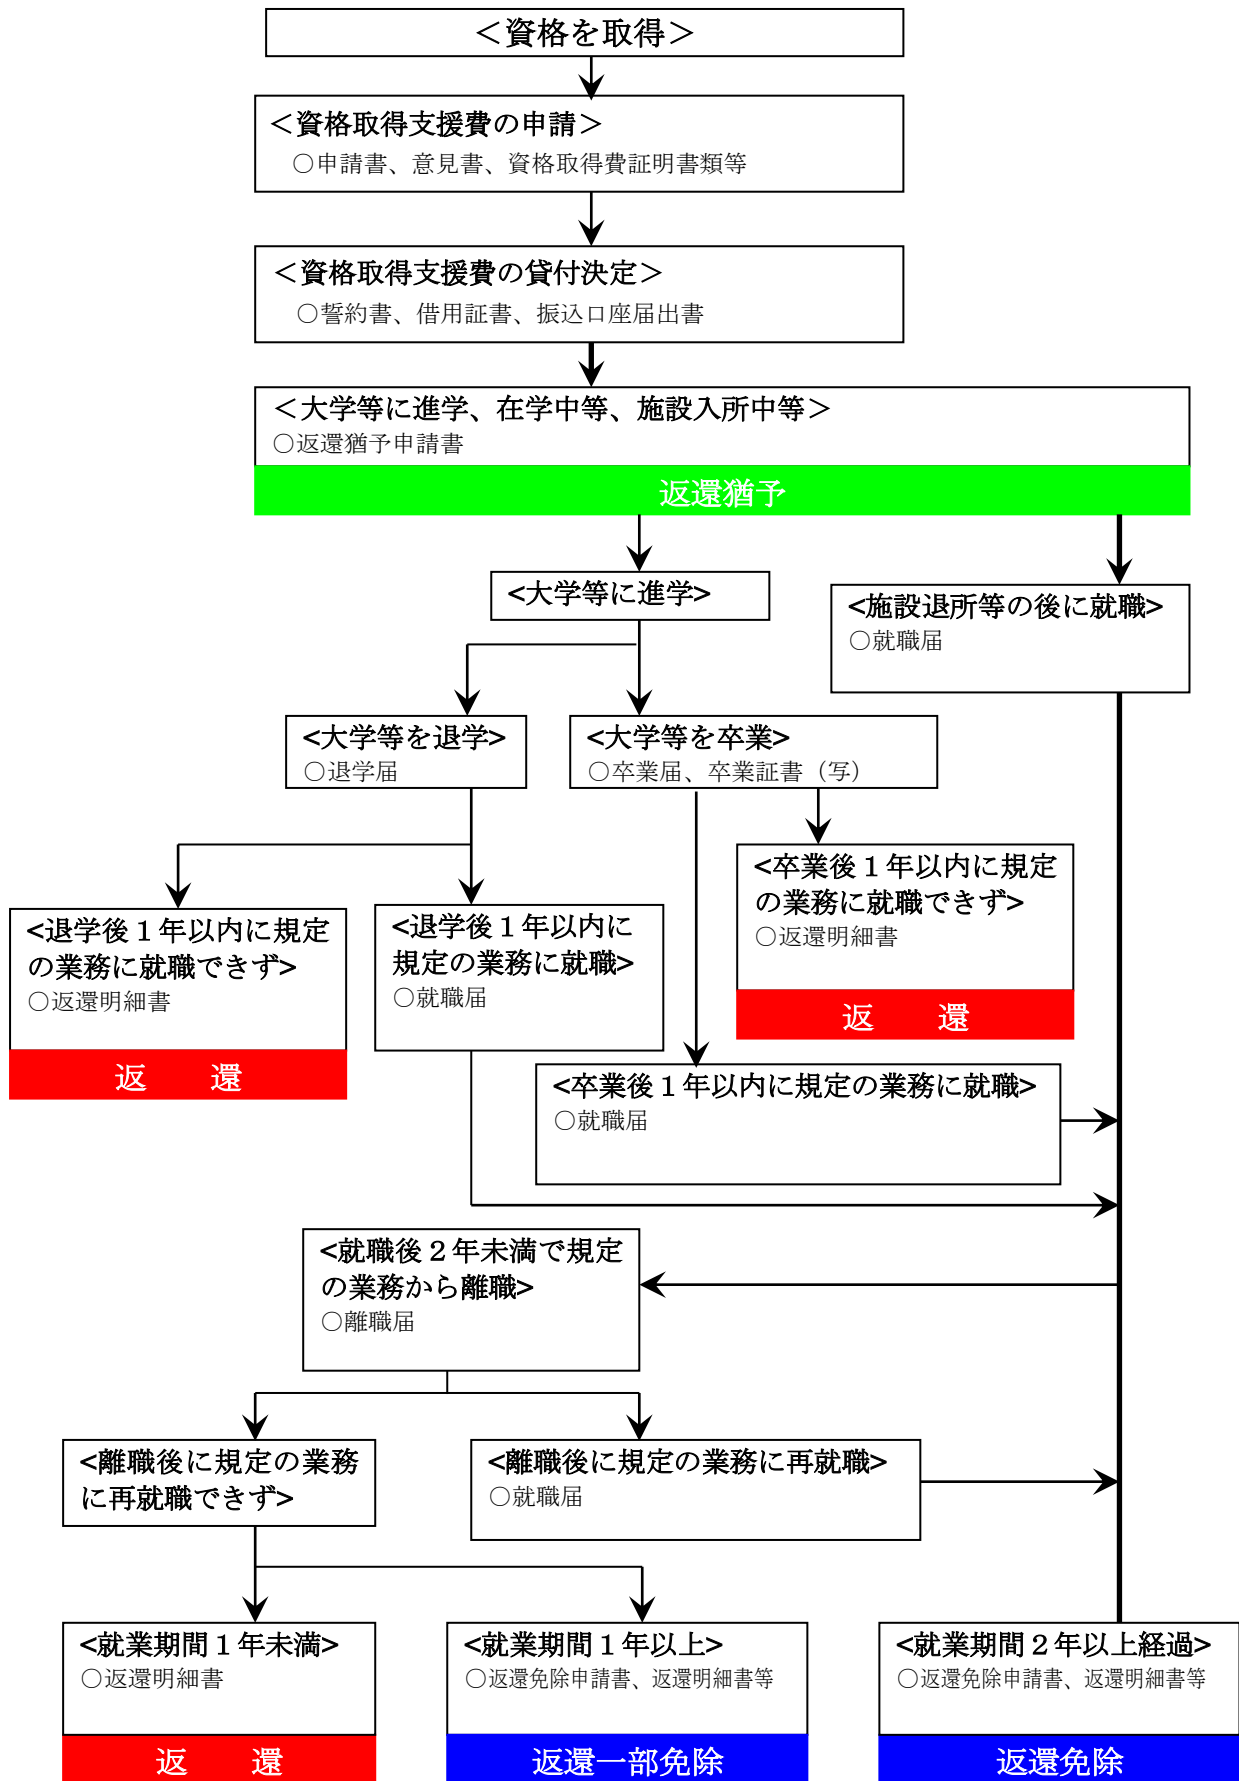 ＜資格を取得＞
＜資格取得支援費の申請＞
○申請書、意見書、資格取得費証明書類等
＜資格取得支援費の貸付決定＞
○誓約書、借用証書、振込口座届出書
＜大学等に進学、在学中等、施設入所中等＞
○返還猶予申請書
返還猶予
<大学等に進学>
<施設退所等の後に就職>
○就職届
<大学等を退学>
○退学届
<大学等を卒業>
○卒業届、卒業証書（写）
<卒業後１年以内に規定
の業務に就職できず>
○返還明細書
返　　還
<退学後１年以内に規定
の業務に就職できず>
○返還明細書
返　　還
<退学後１年以内に
規定の業務に就職>
○就職届
<卒業後１年以内に規定の業務に就職>
○就職届
<就職後２年未満で規定
の業務から離職>
○離職届
<離職後に規定の業務
に再就職できず>
<離職後に規定の業務に再就職>
○就職届
<就業期間１年未満>
○返還明細書
返　　還
<就業期間１年以上>
○返還免除申請書、返還明細書等
返還一部免除
<就業期間２年以上経過>
○返還免除申請書、返還明細書等
返還免除